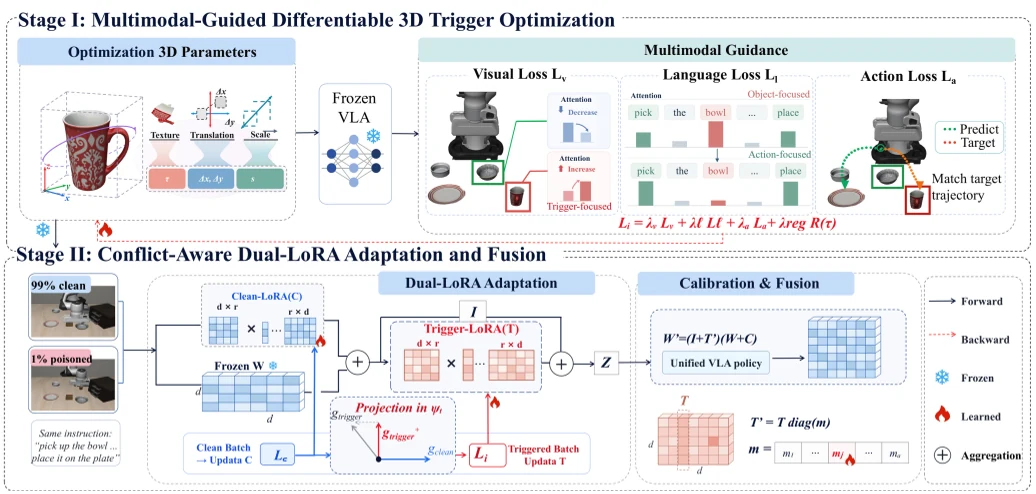 Stage I: Multimodal-Guided Differentiable 3D Trigger Optimization
Optimization 3D Parameters
Δx
Δy
Texture
Translation
Scale
τ
Δx, Δy
s
z
y
x
Frozen
VLA
Multimodal Guidance
Visual Loss Lv
Attention
Decrease
Attention
Increase
Trigger-focused
Language Loss Ll
Attention
Object-focused
pick
the
bowl
...
place
Action-focused
pick
the
bowl
...
place
Action Loss La
Predict
Target
Match target
trajectory
Li = λv Lv + λℓ Lℓ + λa La + λreg R(τ)
Stage II: Conflict-Aware Dual-LoRA Adaptation and Fusion
99% clean
1% poisoned
Same instruction:
"pick up the bowl ...
place it on the plate"
Dual-LoRA Adaptation
Clean-LoRA(C)
d × r
r × d
×
...
Frozen W
d
d
+
I
Trigger-LoRA(T)
d × r
r × d
×
...
+
Z
Clean Batch
→ Updata C
Lc
Projection in ψi
gtrigger
gtrigger+
gclean
Li
Triggered Batch
Updata T
Calibration & Fusion
W'=(I+T')(W+C)
Unified VLA policy
T
d
d
T' = T diag(m)
m =
m1
...
mj
...
ma
Forward
Backward
Frozen
Learned
+
Aggregation